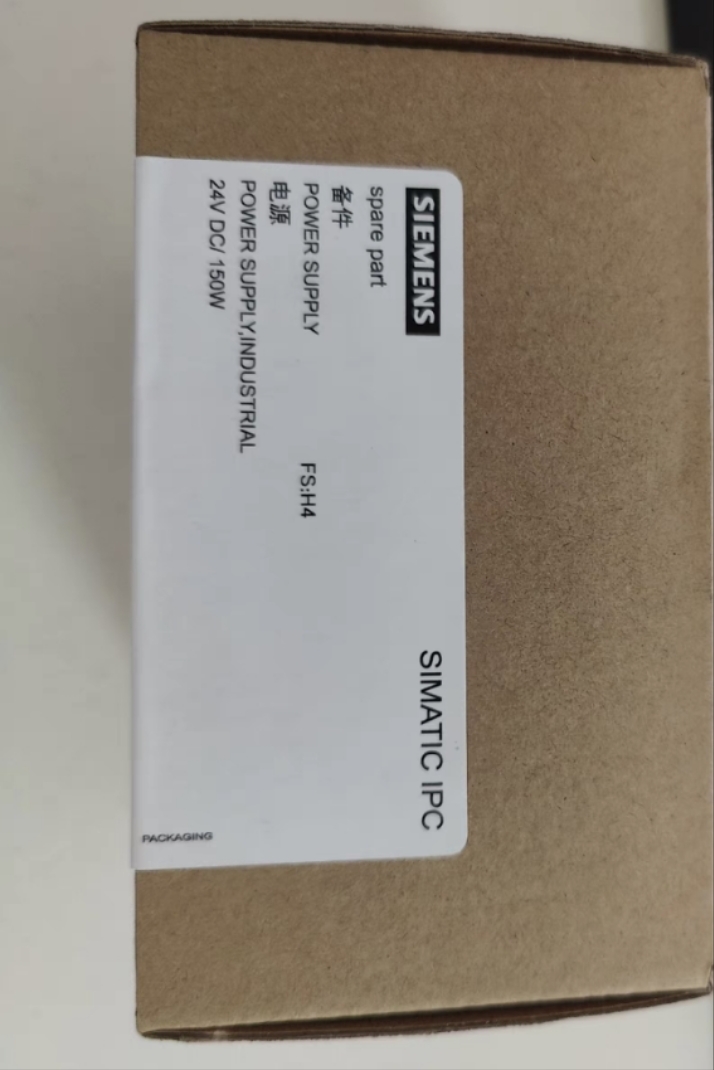 SIEMENS
SIMATIC IPC
spare part
备件
POWER SUPPLY FS:H4
电源
POWER SUPPLY,INDUSTRIAL
24V DC/ 150W
PACKAGING